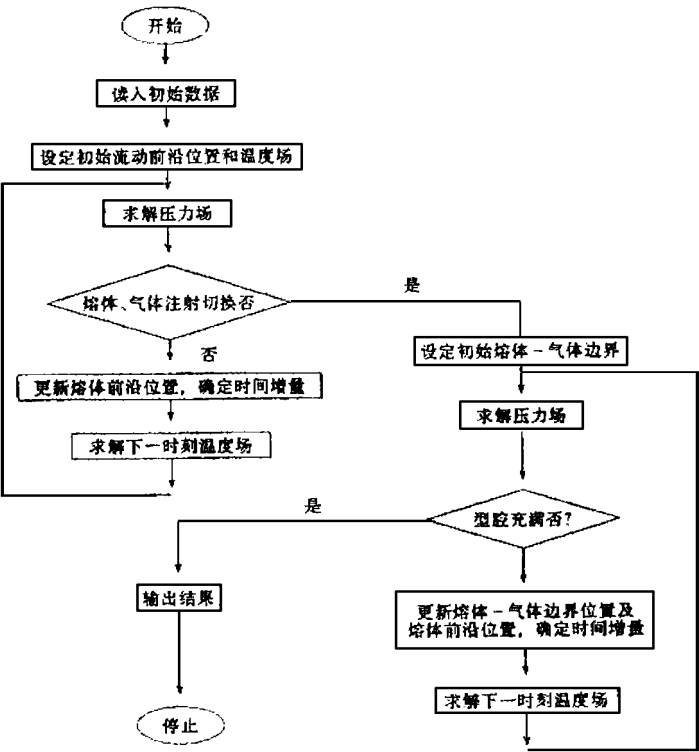 开始
读入初始数据
设定初始流动前沿位置和温度场
求解压力场
熔体、气体注射切换否
是
否
更新熔体前沿位置，确定时间增量
求解下一时刻温度场
设定初始熔体-气体边界
求解压力场
型腔充满否?
是
输出结果
停止
更新熔体-气体边界位置及
熔体前沿位置，确定时间增量
求解下一时刻温度场